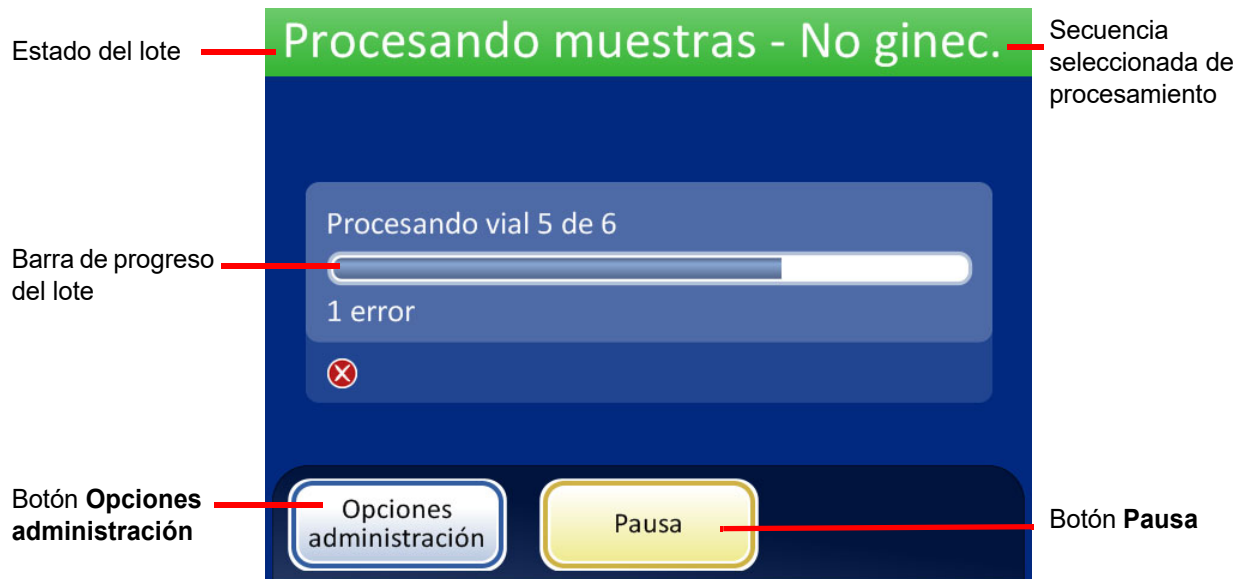 Estado del lote
Procesando muestras - No ginec.
Secuencia
seleccionada de
procesamiento
Procesando vial 5 de 6
Barra de progreso
del lote
1 error
Botón Opciones
administración
Opciones
administración
Pausa
Botón Pausa